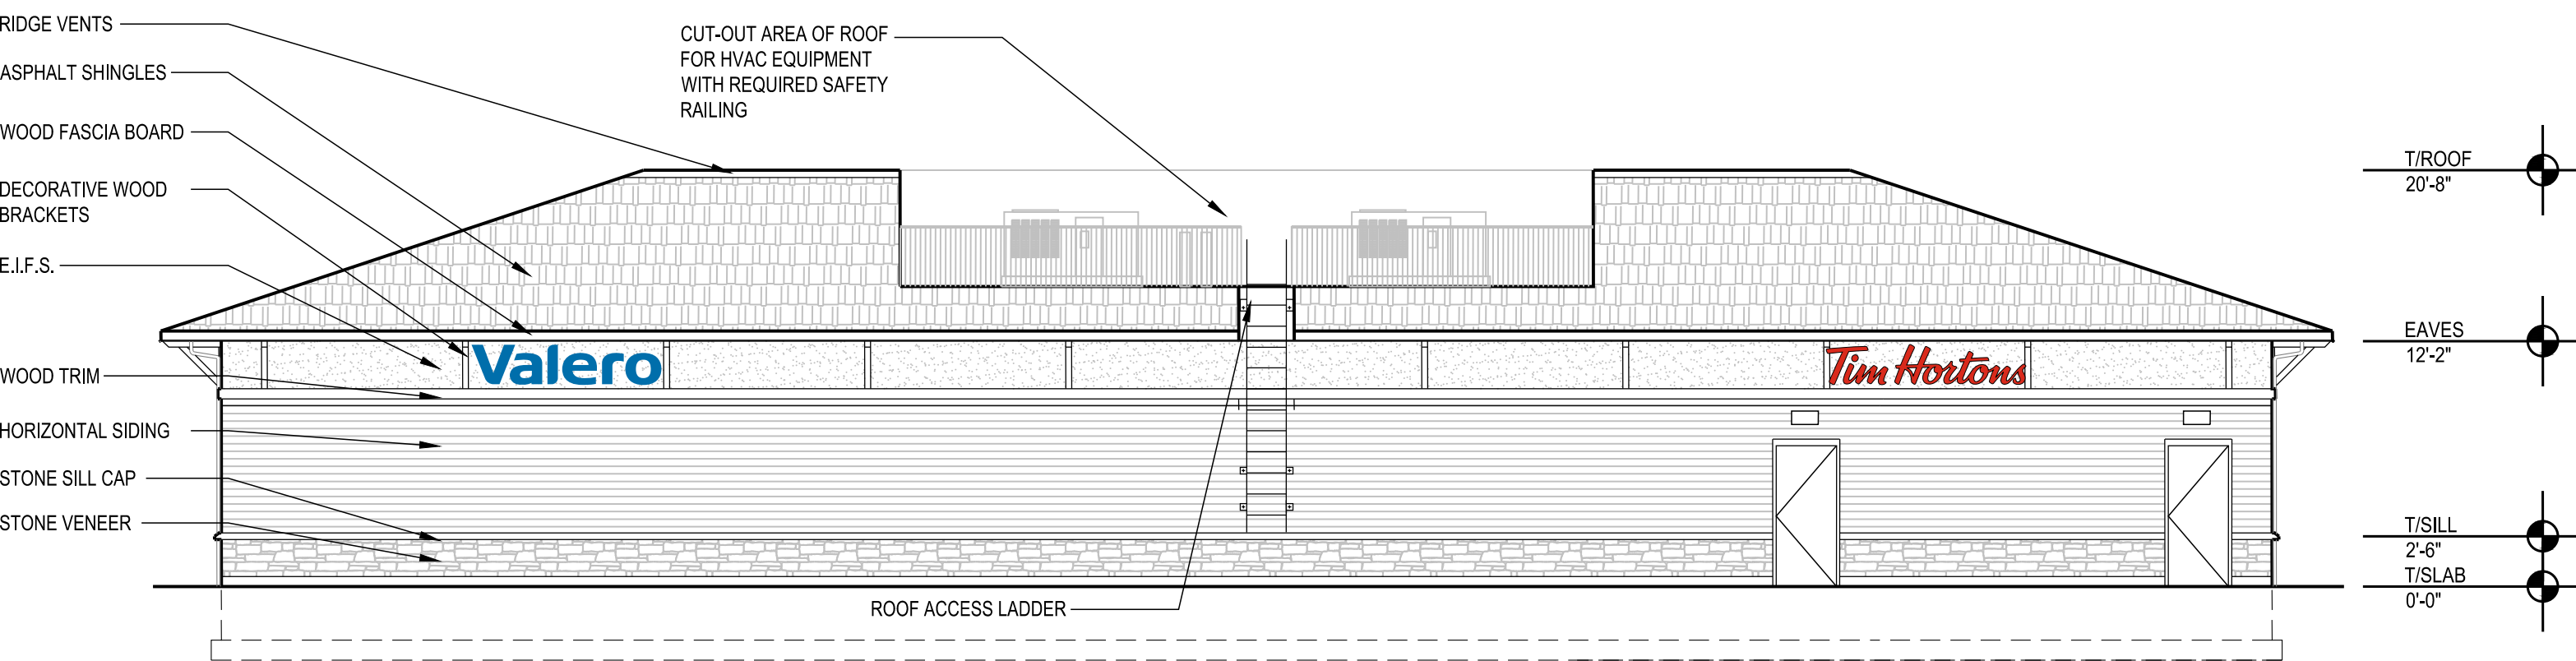 RIDGE VENTS
ASPHALT SHINGLES
WOOD FASCIA BOARD
DECORATIVE WOOD
BRACKETS
E.I.F.S.
WOOD TRIM
HORIZONTAL SIDING
STONE SILL CAP
STONE VENEER
CUT-OUT AREA OF ROOF
FOR HVAC EQUIPMENT
WITH REQUIRED SAFETY
RAILING
Valero
Tim Hortons
ROOF ACCESS LADDER
T/ROOF
20'-8"
EAVES
12'-2"
T/SILL
2'-6"
T/SLAB
0'-0"